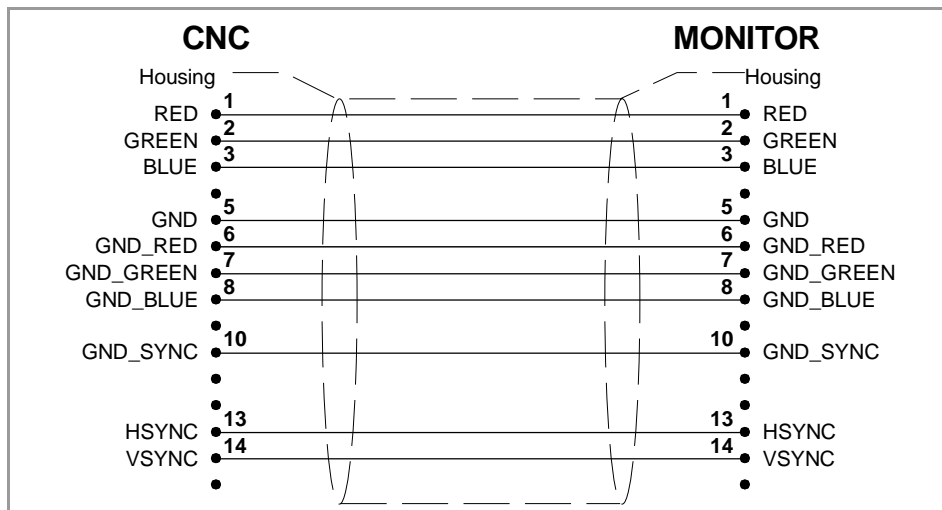 CNC MONITOR
Housing Housing
RED 1 1 RED
GREEN 2 2 GREEN
BLUE 3 3 BLUE
GND 5 5 GND
GND_RED 6 6 GND_RED
GND_GREEN 7 7 GND_GREEN
GND_BLUE 8 8 GND_BLUE
GND_SYNC 10 10 GND_SYNC
HSYNC 13 13 HSYNC
VSYNC 14 14 VSYNC